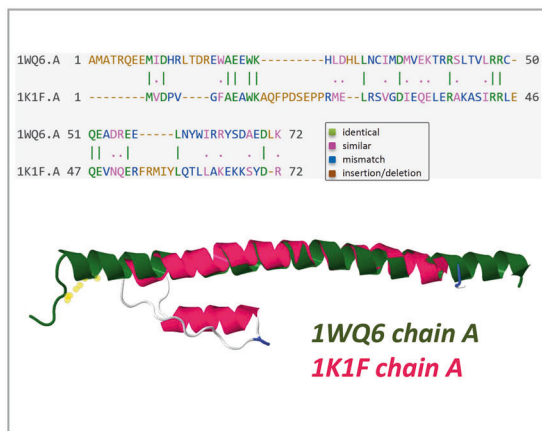 1WQ6.A 1 AMATRQEEMIDHRLTDREWAEEWK---------HLDHLLNCIMDMVEKTRRSLTVLRRC- 50
|.| .||| || .. | | |. .. | || . | ||
1K1F.A 1 -------MVDPV----GFAEAWKAQFPDSEPPRME--LRSVGDIEQELERAKASIRRLE 46
1WQ6.A 51 QEADREE-----LNYWIRRYSDAEDLK 72
|| ..| | . . | .
1K1F.A 47 QEVNQERFRMIYLQTLLAKEKKSYD-R 72
identical
similar
mismatch
insertion/deletion
1WQ6 chain A
1K1F chain A